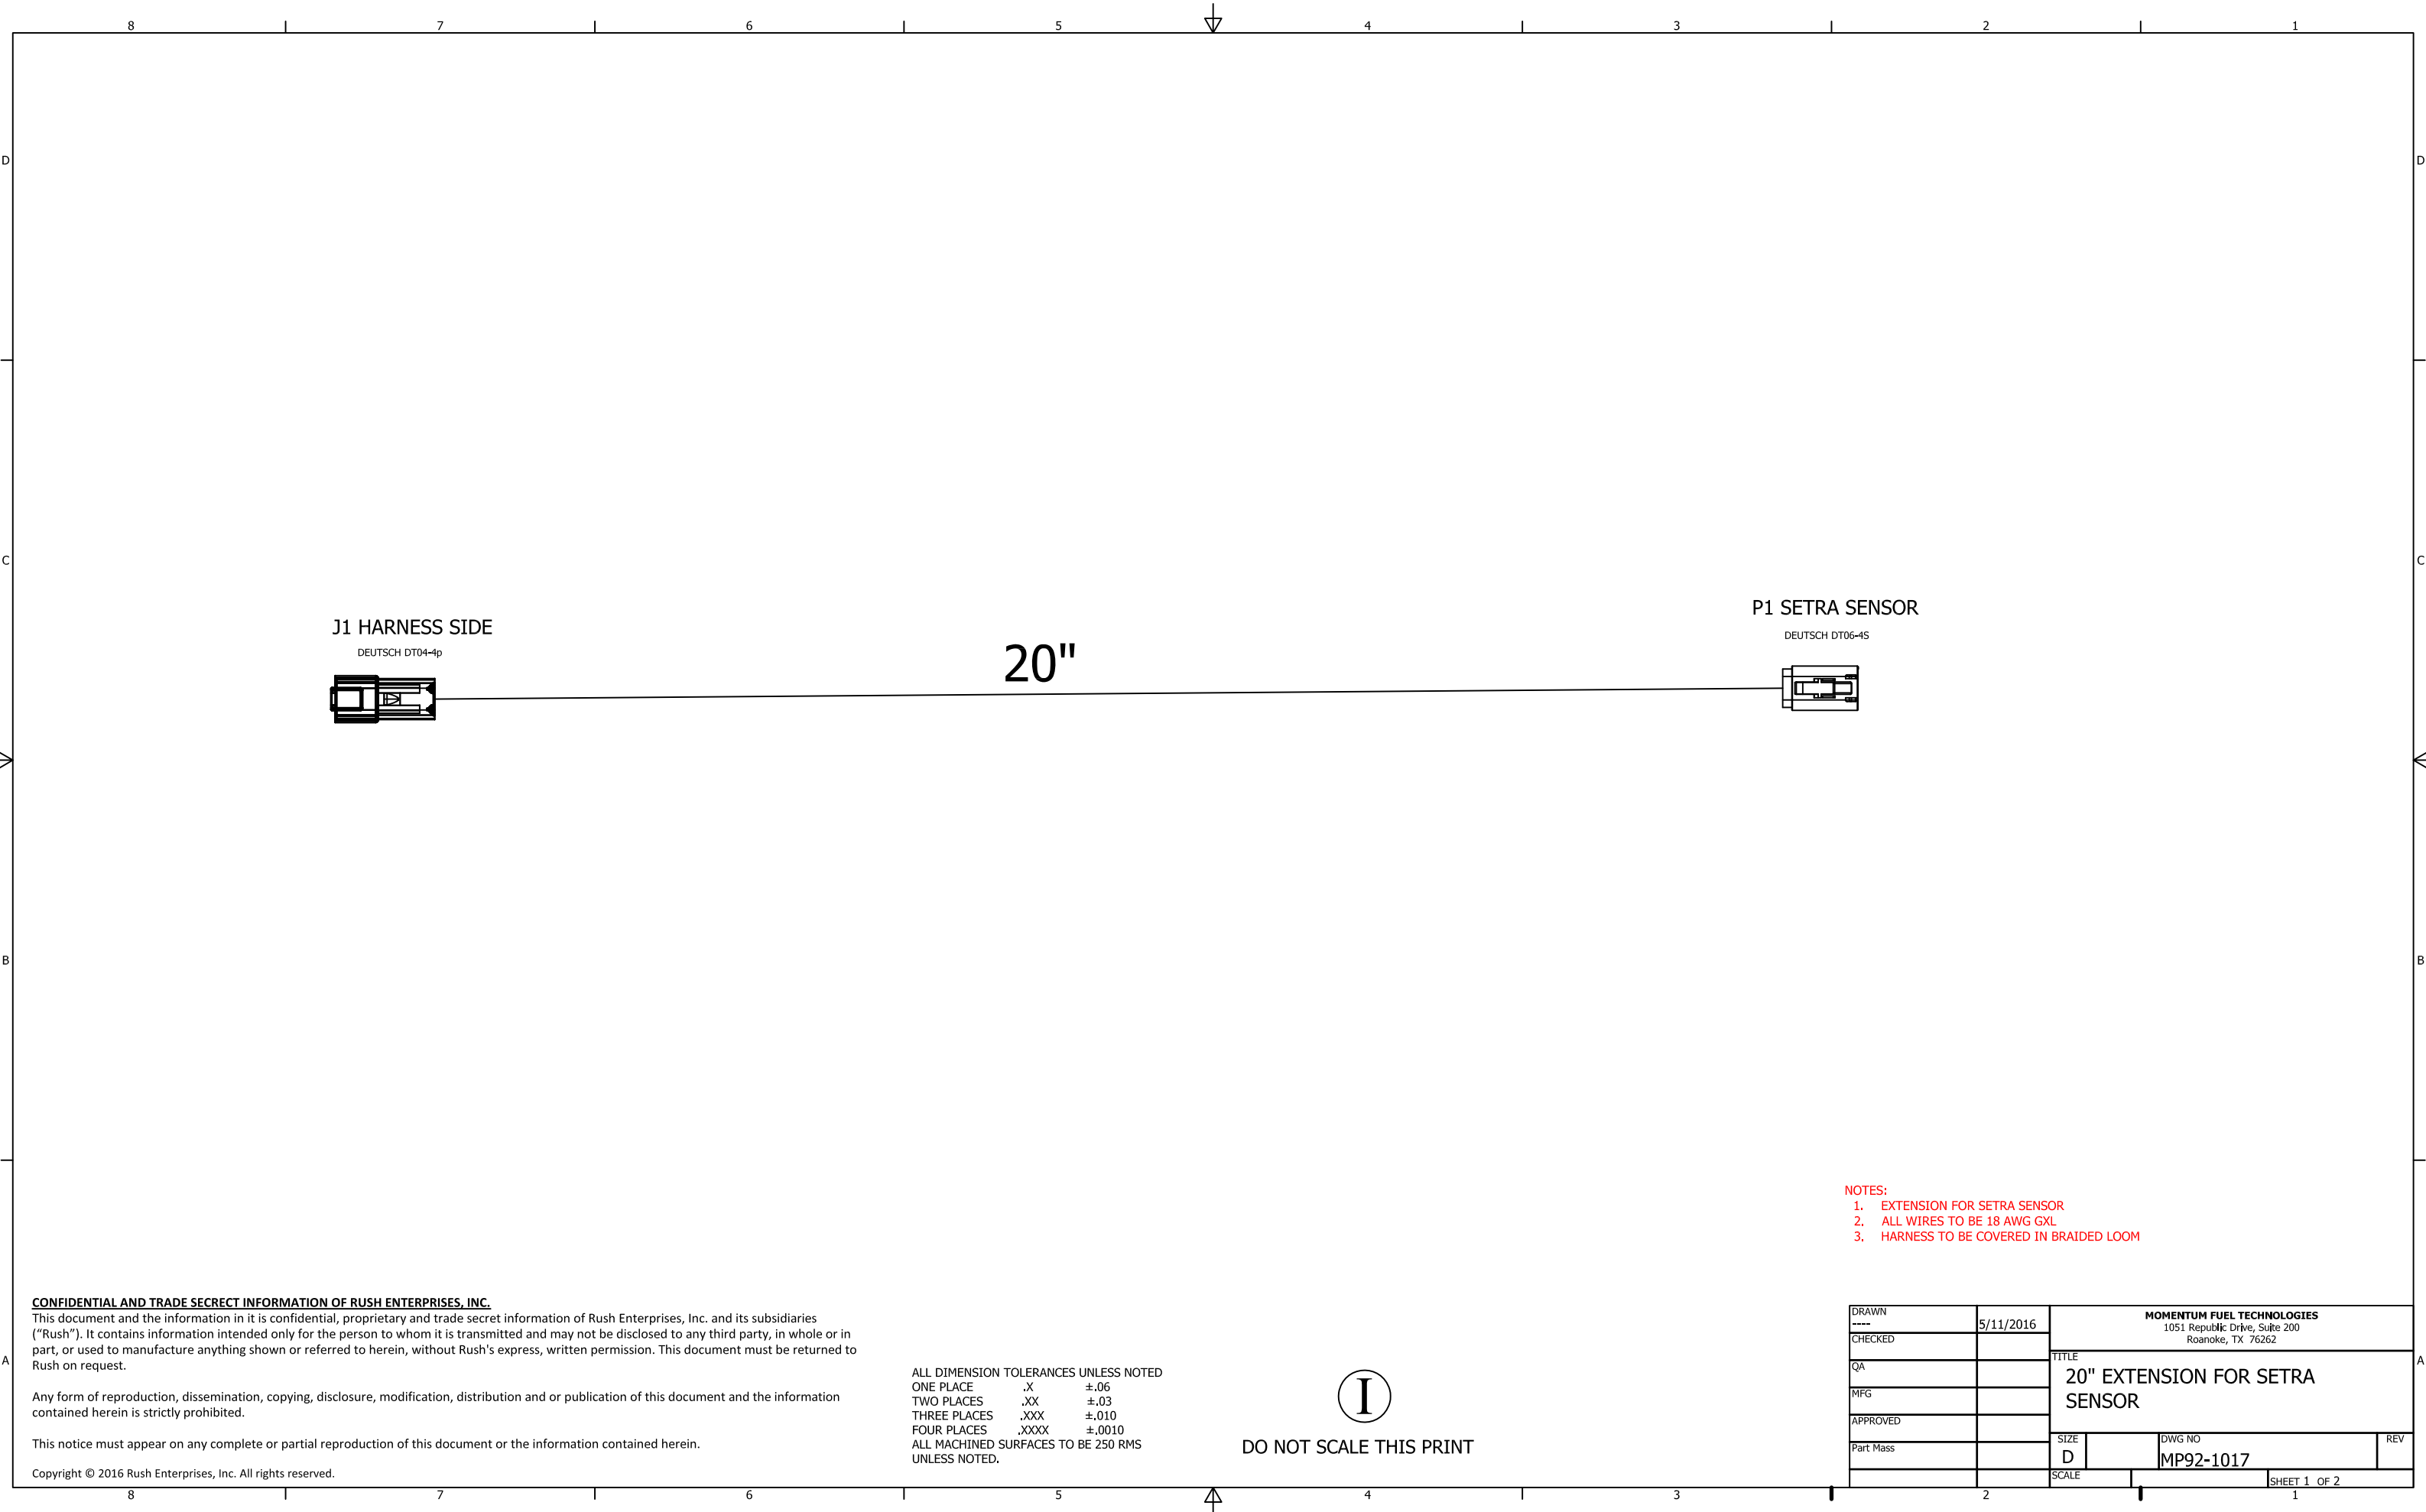 8 7 6 5 4 3 2 1
D D
J1 HARNESS SIDE
DEUTSCH DT04-4p
20"
P1 SETRA SENSOR
DEUTSCH DT06-4S
C C
B B
NOTES:
1. EXTENSION FOR SETRA SENSOR
2. ALL WIRES TO BE 18 AWG GXL
3. HARNESS TO BE COVERED IN BRAIDED LOOM
CONFIDENTIAL AND TRADE SECRECT INFORMATION OF RUSH ENTERPRISES, INC.
This document and the information in it is confidential, proprietary and trade secret information of Rush Enterprises, Inc. and its subsidiaries
(“Rush”). It contains information intended only for the person to whom it is transmitted and may not be disclosed to any third party, in whole or in
part, or used to manufacture anything shown or referred to herein, without Rush's express, written permission. This document must be returned to
Rush on request.
Any form of reproduction, dissemination, copying, disclosure, modification, distribution and or publication of this document and the information
contained herein is strictly prohibited.
This notice must appear on any complete or partial reproduction of this document or the information contained herein.
Copyright © 2016 Rush Enterprises, Inc. All rights reserved.
A A
ALL DIMENSION TOLERANCES UNLESS NOTED
ONE PLACE .X ±.06
TWO PLACES .XX ±.03
THREE PLACES .XXX ±.010
FOUR PLACES .XXXX ±.0010
ALL MACHINED SURFACES TO BE 250 RMS
UNLESS NOTED.
I
DO NOT SCALE THIS PRINT
DRAWN
---- 5/11/2016
CHECKED
QA
MFG
APPROVED
Part Mass
MOMENTUM FUEL TECHNOLOGIES
1051 Republic Drive, Suite 200
Roanoke, TX 76262
TITLE
20" EXTENSION FOR SETRA
SENSOR
SIZE DWG NO REV
D MP92-1017
SCALE SHEET 1 OF 2
8 7 6 5 4 3 2 1